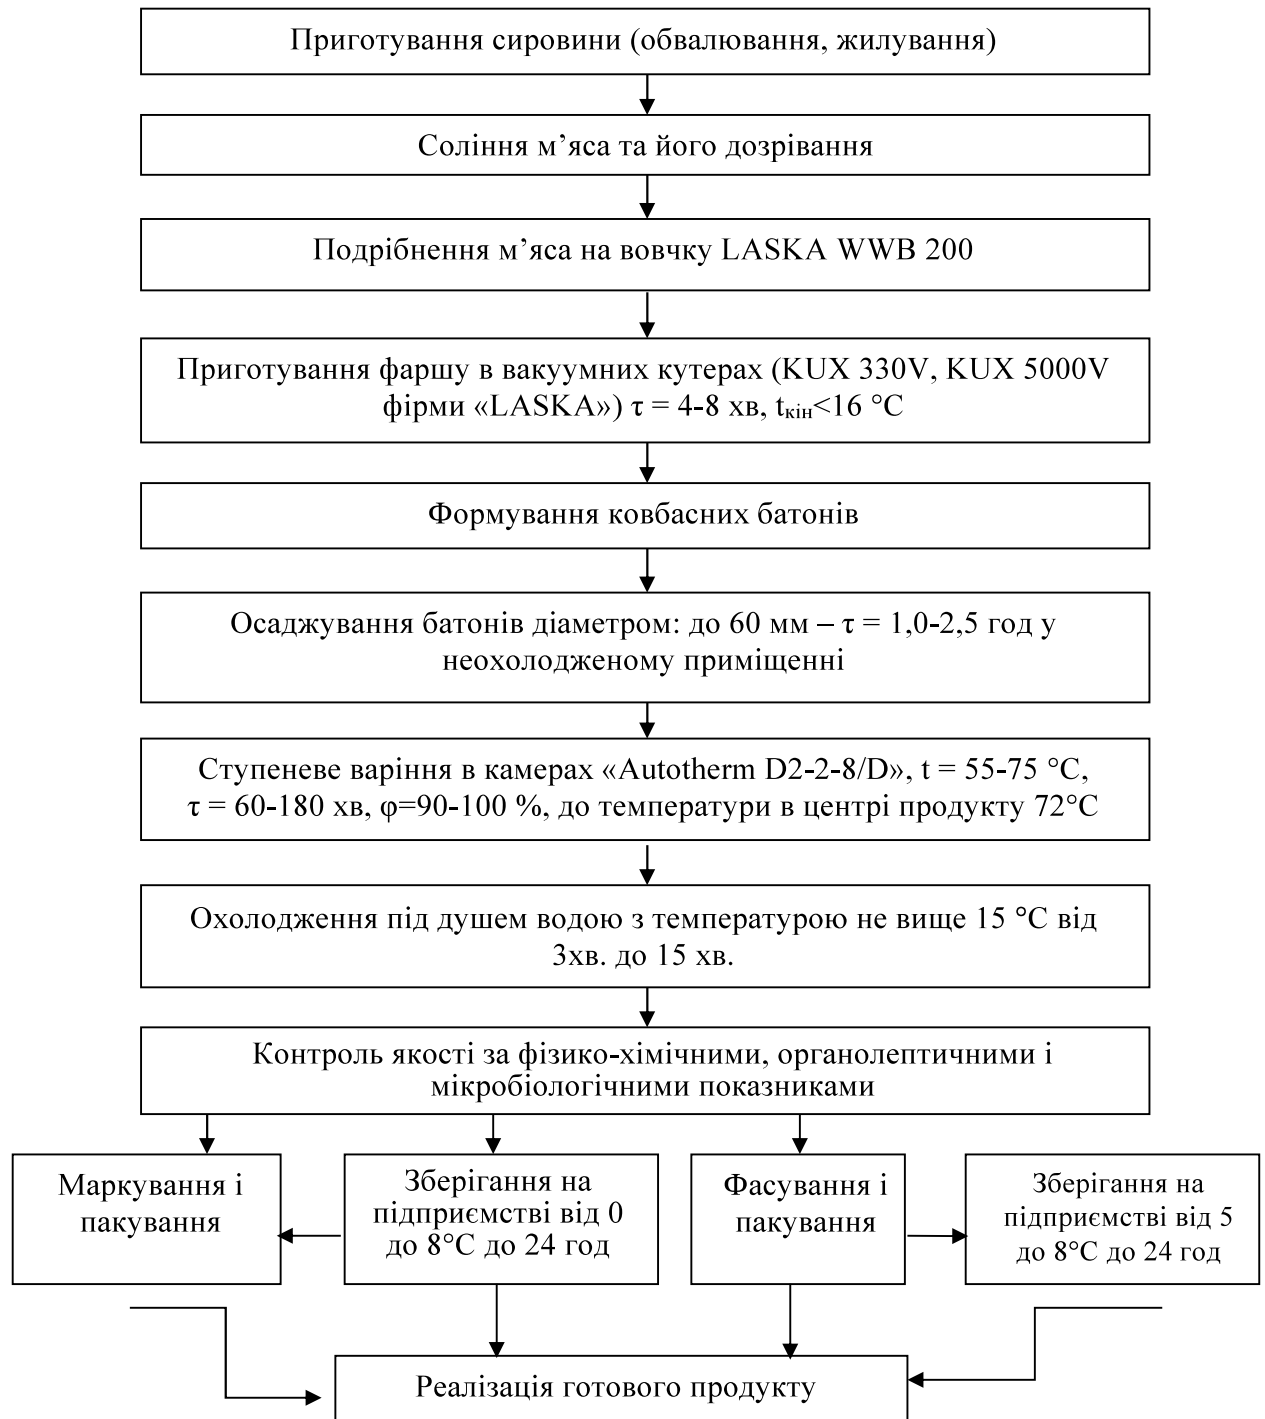 Приготування сировини (обвалювання, жилування)
Соління м’яса та його дозрівання
Подрібнення м’яса на вовчку LASKA WWB 200
Приготування фаршу в вакуумних кутерах (KUX 330V, KUX 5000V
фірми «LASKA») τ = 4-8 хв, tкін<16 °C
Формування ковбасних батонів
Осаджування батонів діаметром: до 60 мм – τ = 1,0-2,5 год у
неохолодженому приміщенні
Ступеневе варіння в камерах «Autotherm D2-2-8/D», t = 55-75 °C,
τ = 60-180 хв, φ=90-100 %, до температури в центрі продукту 72°C
Охолодження під душем водою з температурою не вище 15 °C від
3хв. до 15 хв.
Контроль якості за фізико-хімічними, органолептичними і
мікробіологічними показниками
Маркування і
пакування
Зберігання на
підприємстві від 0
до 8°C до 24 год
Фасування і
пакування
Зберігання на
підприємстві від 5
до 8°C до 24 год
Реалізація готового продукту